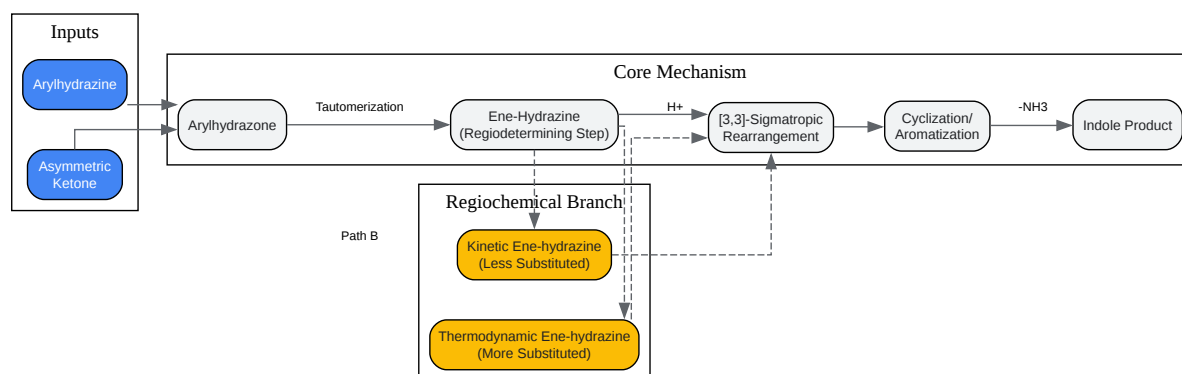 Inputs
Arylhydrazine
Asymmetric
Ketone
Core Mechanism
Arylhydrazone
Tautomerization
Ene-Hydrazine
(Regiodetermining Step)
H+
[3,3]-Sigmatropic
Rearrangement
Cyclization/
Aromatization
-NH3
Indole Product
Regiochemical Branch
Path B
Kinetic Ene-hydrazine
(Less Substituted)
Thermodynamic Ene-hydrazine
(More Substituted)